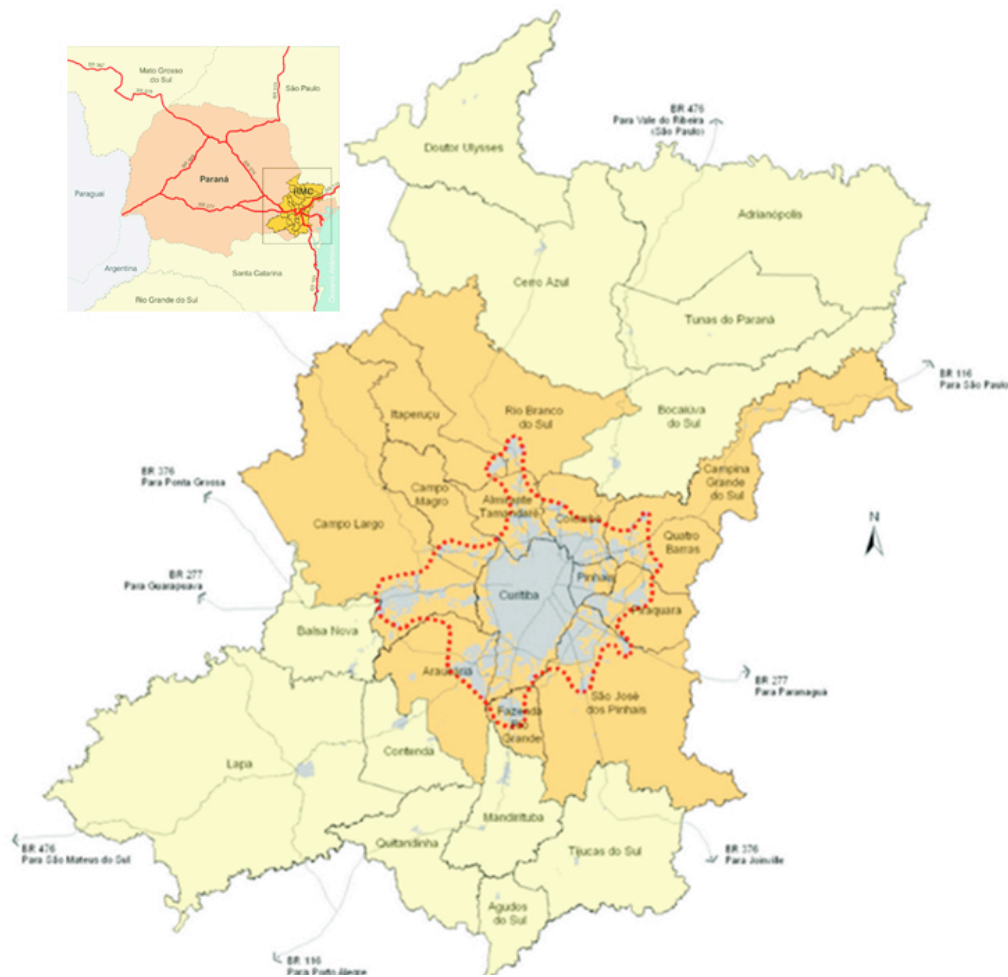 Mato Grosso
do Sul
São Paulo
Paraguai
Paraná
RMC
Argentina
Santa Catarina
Rio Grande do Sul
BR 476
Para Vale do Ribeira
(São Paulo)
Doutor Ulysses
Adrianópolis
Cerro Azul
Tunas do Paraná
BR 116
Para São Paulo
Itaperuçu
Rio Branco
do Sul
Bocaiúva
do Sul
BR 376
Para Ponta Grossa
Campo
Magro
Almirante
Tamandaré
Colombo
Campina
Grande
do Sul
Campo Largo
Quatro
Barras
N
BR 277
Para Guarapuava
Curitiba
Pinhais
Piraquara
Balsa Nova
Araucária
BR 277
Para Paranaguá
São José
dos Pinhais
Fazenda
Rio
Grande
Contenda
Lapa
Mandirituba
Quitandinha
Tijucas do Sul
BR 476
Para São Mateus do Sul
BR 376
Para Joinville
Agudos
do Sul
BR 116
Para Porto Alegre